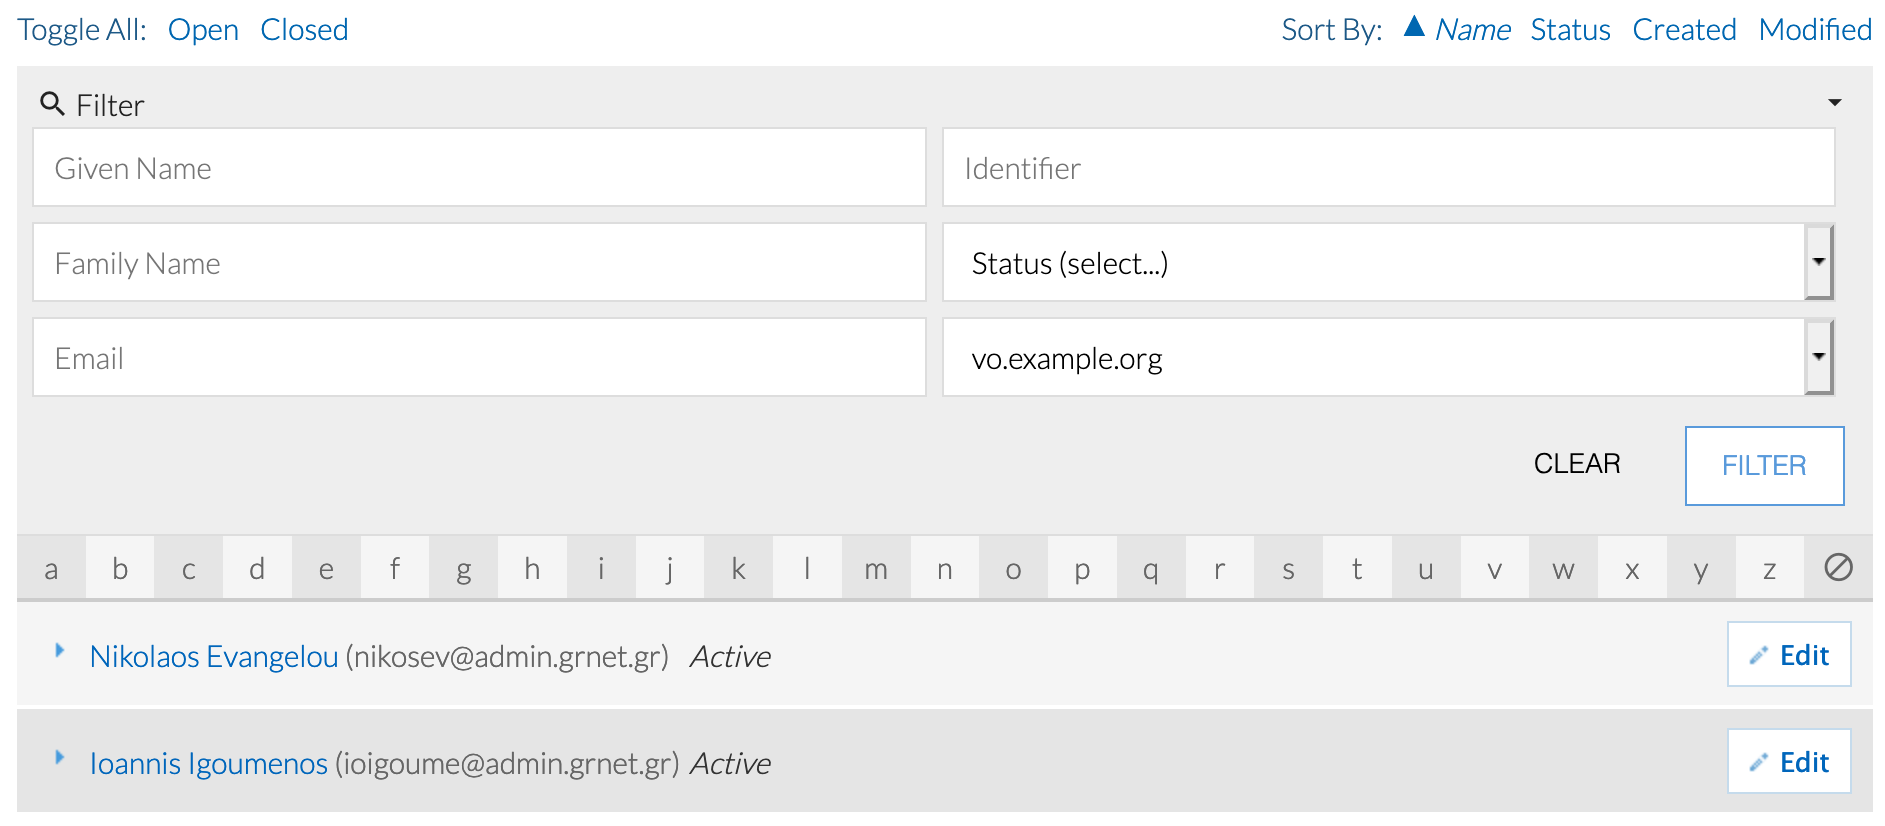 Toggle All: Open Closed Sort By: ▲ Name Status Created Modified
Filter
Given Name Identifier
Family Name Status (select...)
Email vo.example.org
CLEAR FILTER
a b c d e f g h i j k l m n o p q r s t u v w x y z
Nikolaos Evangelou (nikosev@admin.grnet.gr) Active Edit
Ioannis Igoumenos (ioigoume@admin.grnet.gr) Active Edit